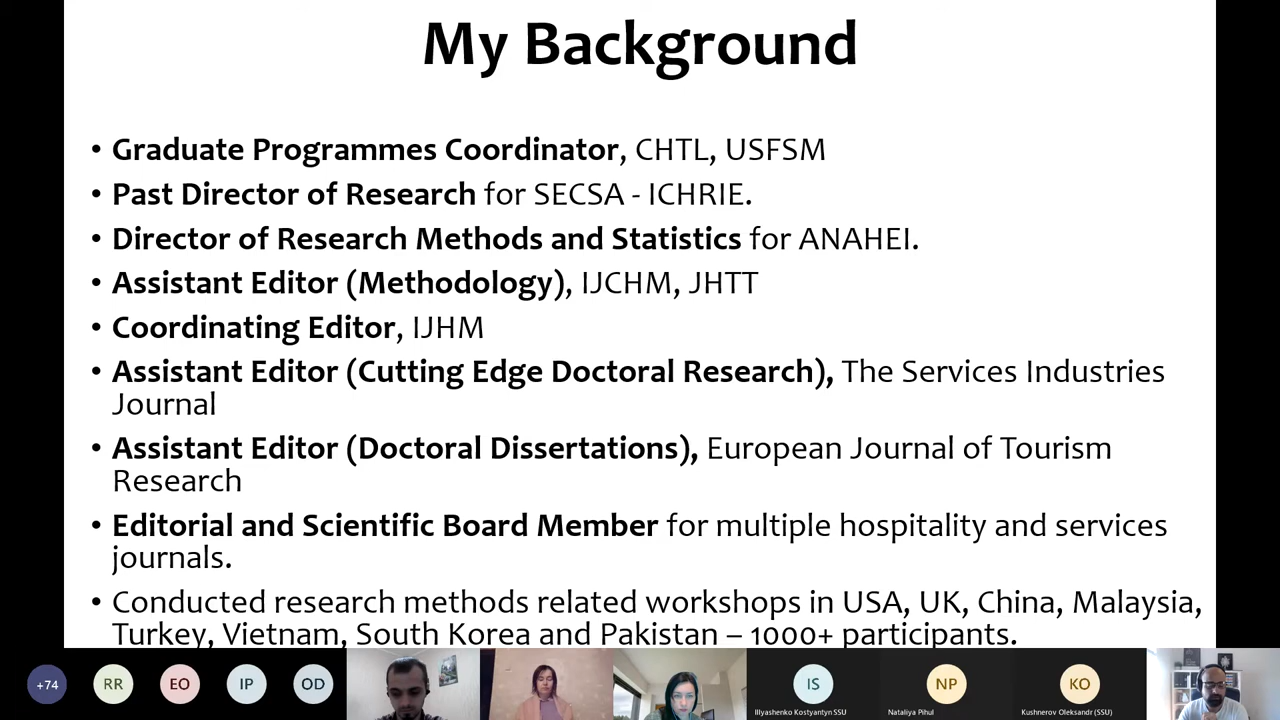 My Background
• Graduate Programmes Coordinator, CHTL, USFSM
• Past Director of Research for SECSA - ICHRIE.
• Director of Research Methods and Statistics for ANAHEI.
• Assistant Editor (Methodology), IJCHM, JHTT
• Coordinating Editor, IJHM
• Assistant Editor (Cutting Edge Doctoral Research), The Services Industries
Journal
• Assistant Editor (Doctoral Dissertations), European Journal of Tourism
Research
• Editorial and Scientific Board Member for multiple hospitality and services
journals.
• Conducted research methods related workshops in USA, UK, China, Malaysia,
Turkey, Vietnam, South Korea and Pakistan – 1000+ participants.
+74 RR EO IP OD IS NP KO
Illyashenko Kostyantyn SSU Nataliya Pihul Kushnerov Oleksandr (SSU)